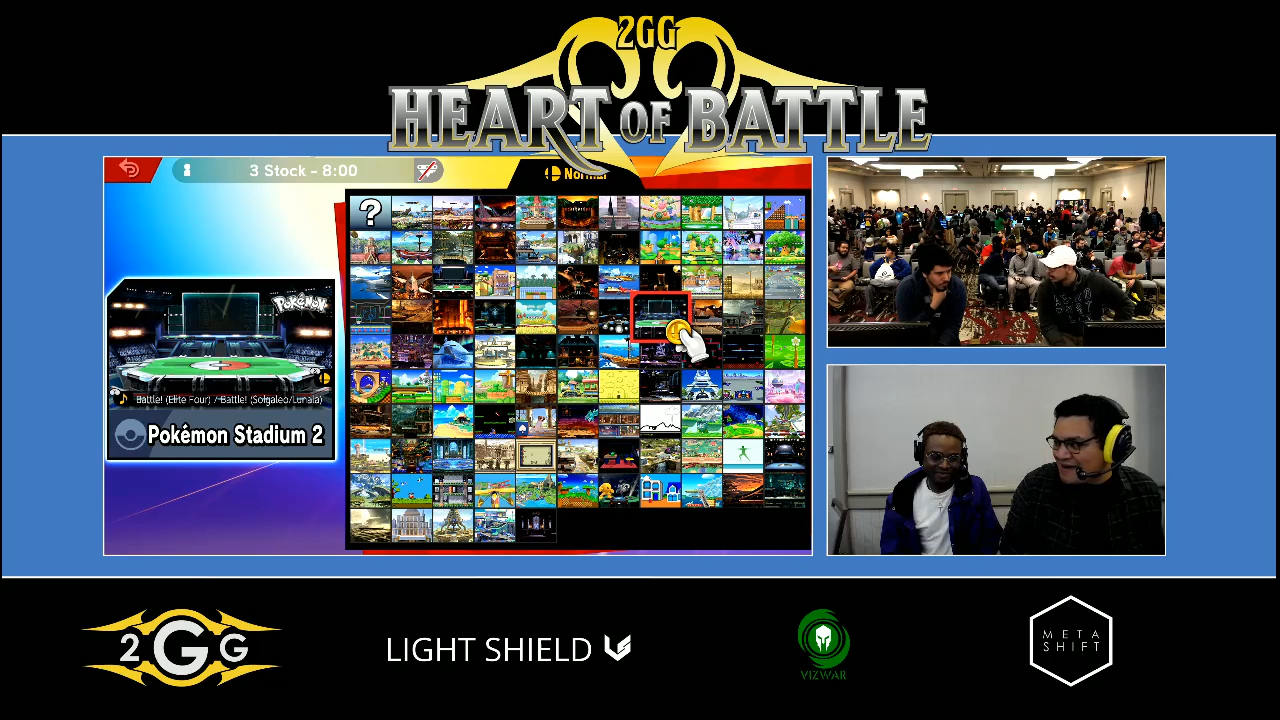 2GG
HEART OF BATTLE
3 Stock - 8:00
Normal
?
Pokémon
Battle! (Elite Four) / Battle! (Solgaleo/Lunala)
Pokémon Stadium 2
2GG
LIGHT SHIELD
VIZWAR
META
SHIFT